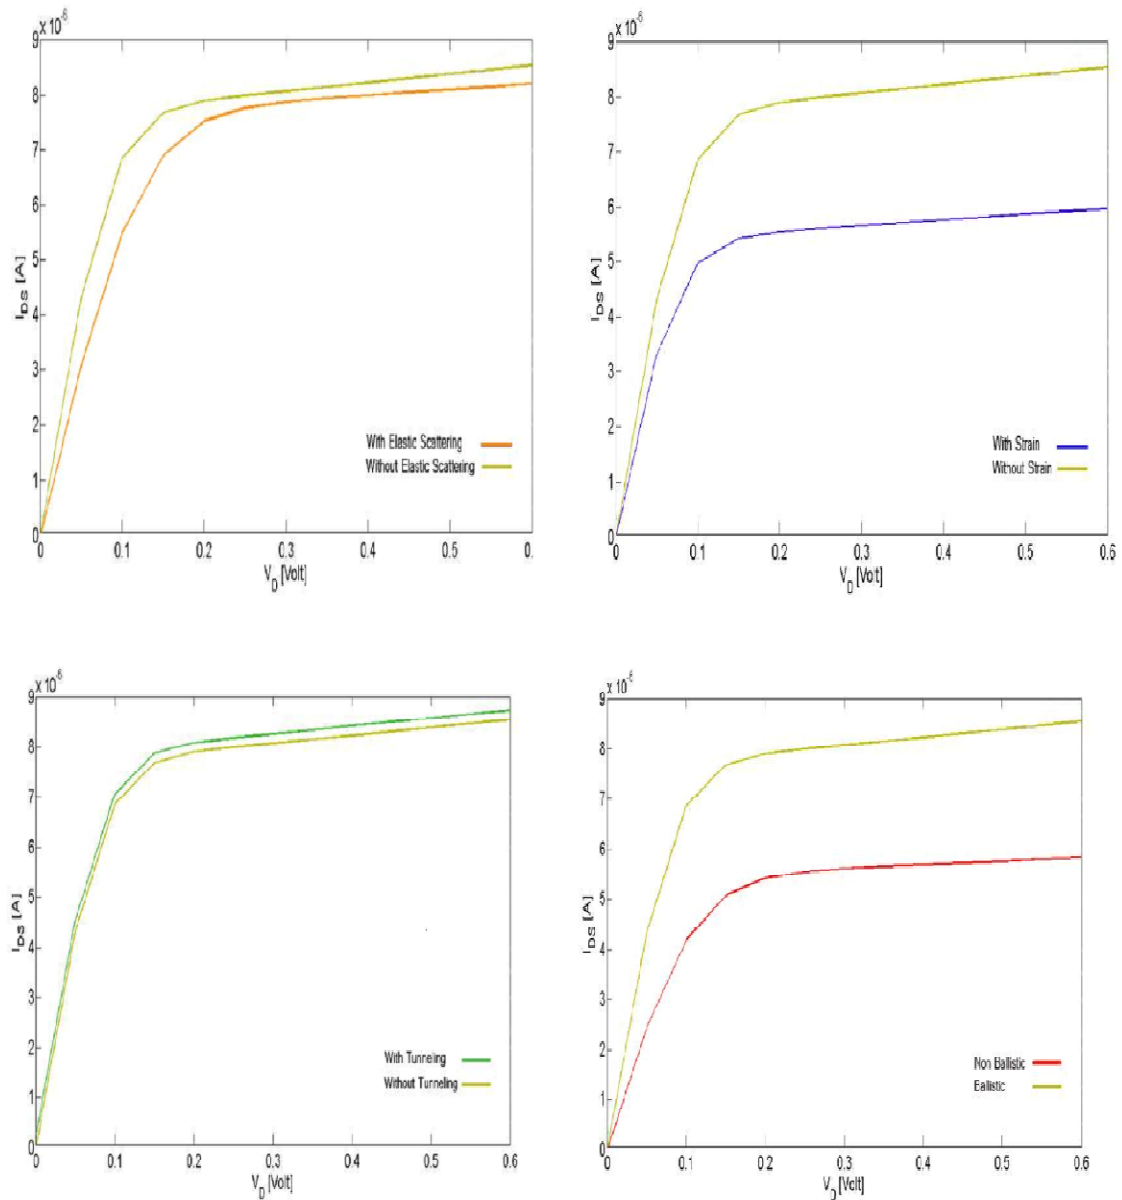 9 x 10^-6
8
7
6
5
4
3
2
1
0
I_DS [A]
With Elastic Scattering
Without Elastic Scattering
0 0.1 0.2 0.3 0.4 0.5 0.
V_D [Volt]
9 x 10^-6
8
7
6
5
4
3
2
1
0
I_DS [A]
With Strain
Without Strain
0 0.1 0.2 0.3 0.4 0.5 0.6
V_D [Volt]
9 x 10^-6
8
7
6
5
4
3
2
1
0
I_DS [A]
With Tunneling
Without Tunneling
0 0.1 0.2 0.3 0.4 0.5 0.6
V_D [Volt]
9 x 10^-6
8
7
6
5
4
3
2
1
0
I_DS [A]
Non Ballistic
Ballistic
0 0.1 0.2 0.3 0.4 0.5 0.6
V_D [Volt]